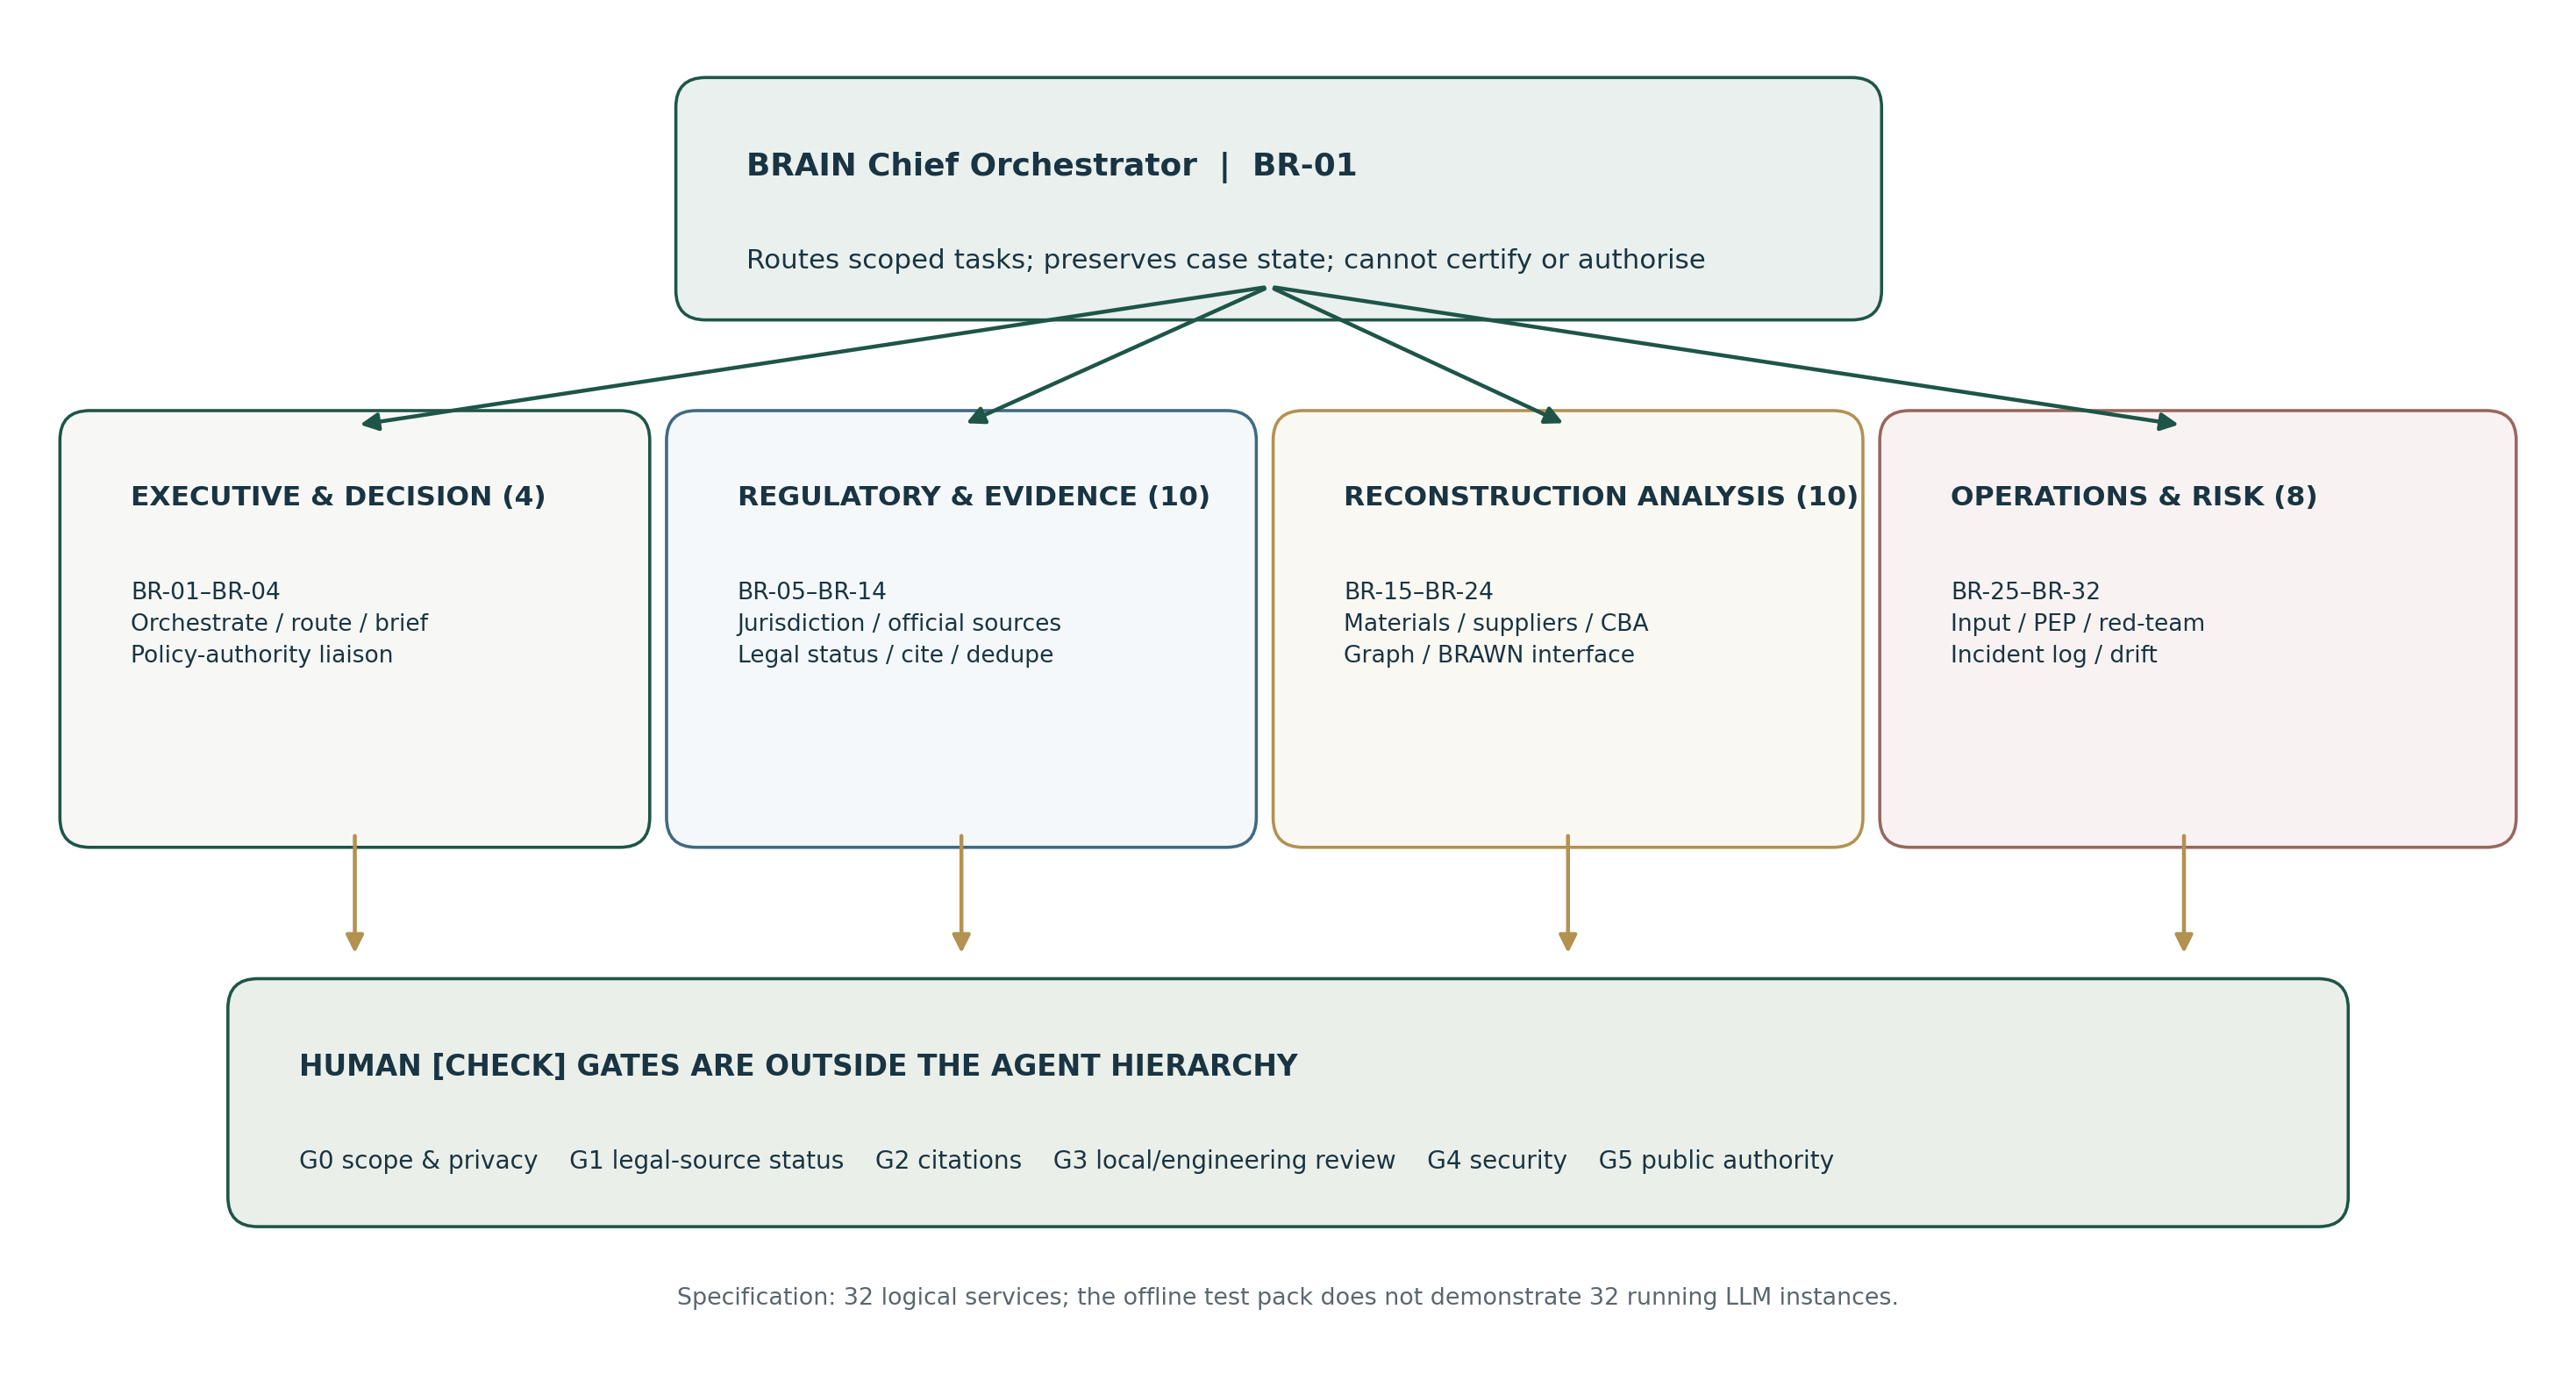 BRAIN Chief Orchestrator | BR-01
Routes scoped tasks; preserves case state; cannot certify or authorise
EXECUTIVE & DECISION (4)
BR-01–BR-04
Orchestrate / route / brief
Policy-authority liaison
REGULATORY & EVIDENCE (10)
BR-05–BR-14
Jurisdiction / official sources
Legal status / cite / dedupe
RECONSTRUCTION ANALYSIS (10)
BR-15–BR-24
Materials / suppliers / CBA
Graph / BRAWN interface
OPERATIONS & RISK (8)
BR-25–BR-32
Input / PEP / red-team
Incident log / drift
HUMAN [CHECK] GATES ARE OUTSIDE THE AGENT HIERARCHY
G0 scope & privacy G1 legal-source status G2 citations G3 local/engineering review G4 security G5 public authority
Specification: 32 logical services; the offline test pack does not demonstrate 32 running LLM instances.